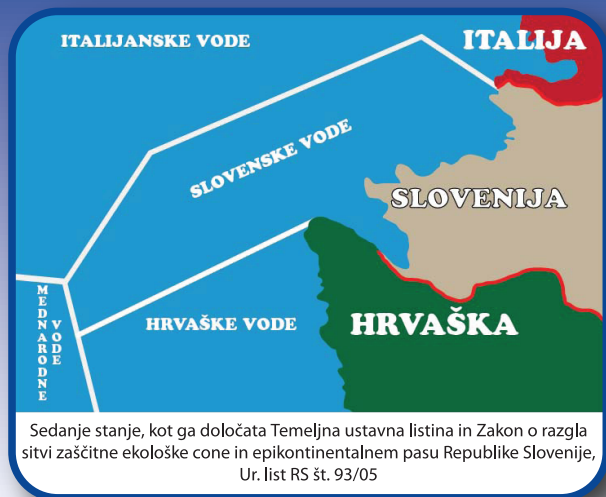 ITALIJANSKE VODE
ITALIJA
SLOVENSKE VODE
SLOVENIJA
MEDNARODNE
VODE
HRVAŠKE VODE
HRVAŠKA
Sedanje stanje, kot ga določata Temeljna ustavna listina in Zakon o razgla
sitvi zaščitne ekološke cone in epikontinentalnem pasu Republike Slovenije,
Ur. list RS št. 93/05